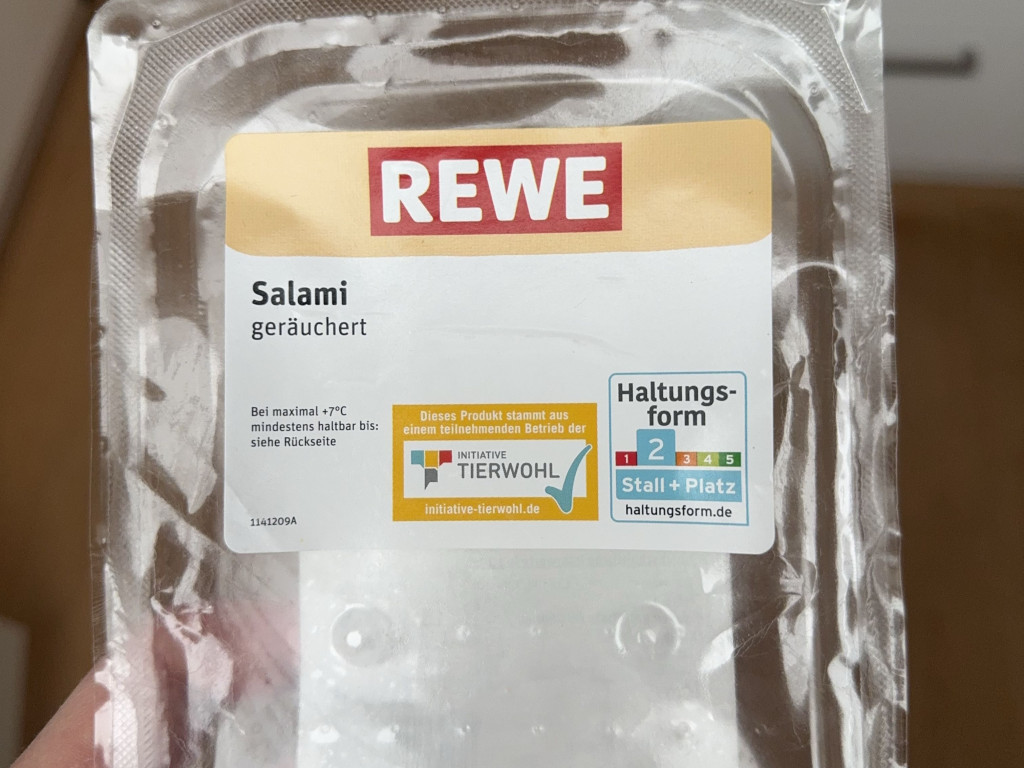 REWE
Salami
geräuchert
Bei maximal +7°C
mindestens haltbar bis:
siehe Rückseite
1141209A
Dieses Produkt stammt aus
einem teilnehmenden Betrieb der
INITIATIVE
TIERWOHL
initiative-tierwohl.de
Haltungs-
form
1 2 3 4 5
Stall + Platz
haltungsform.de